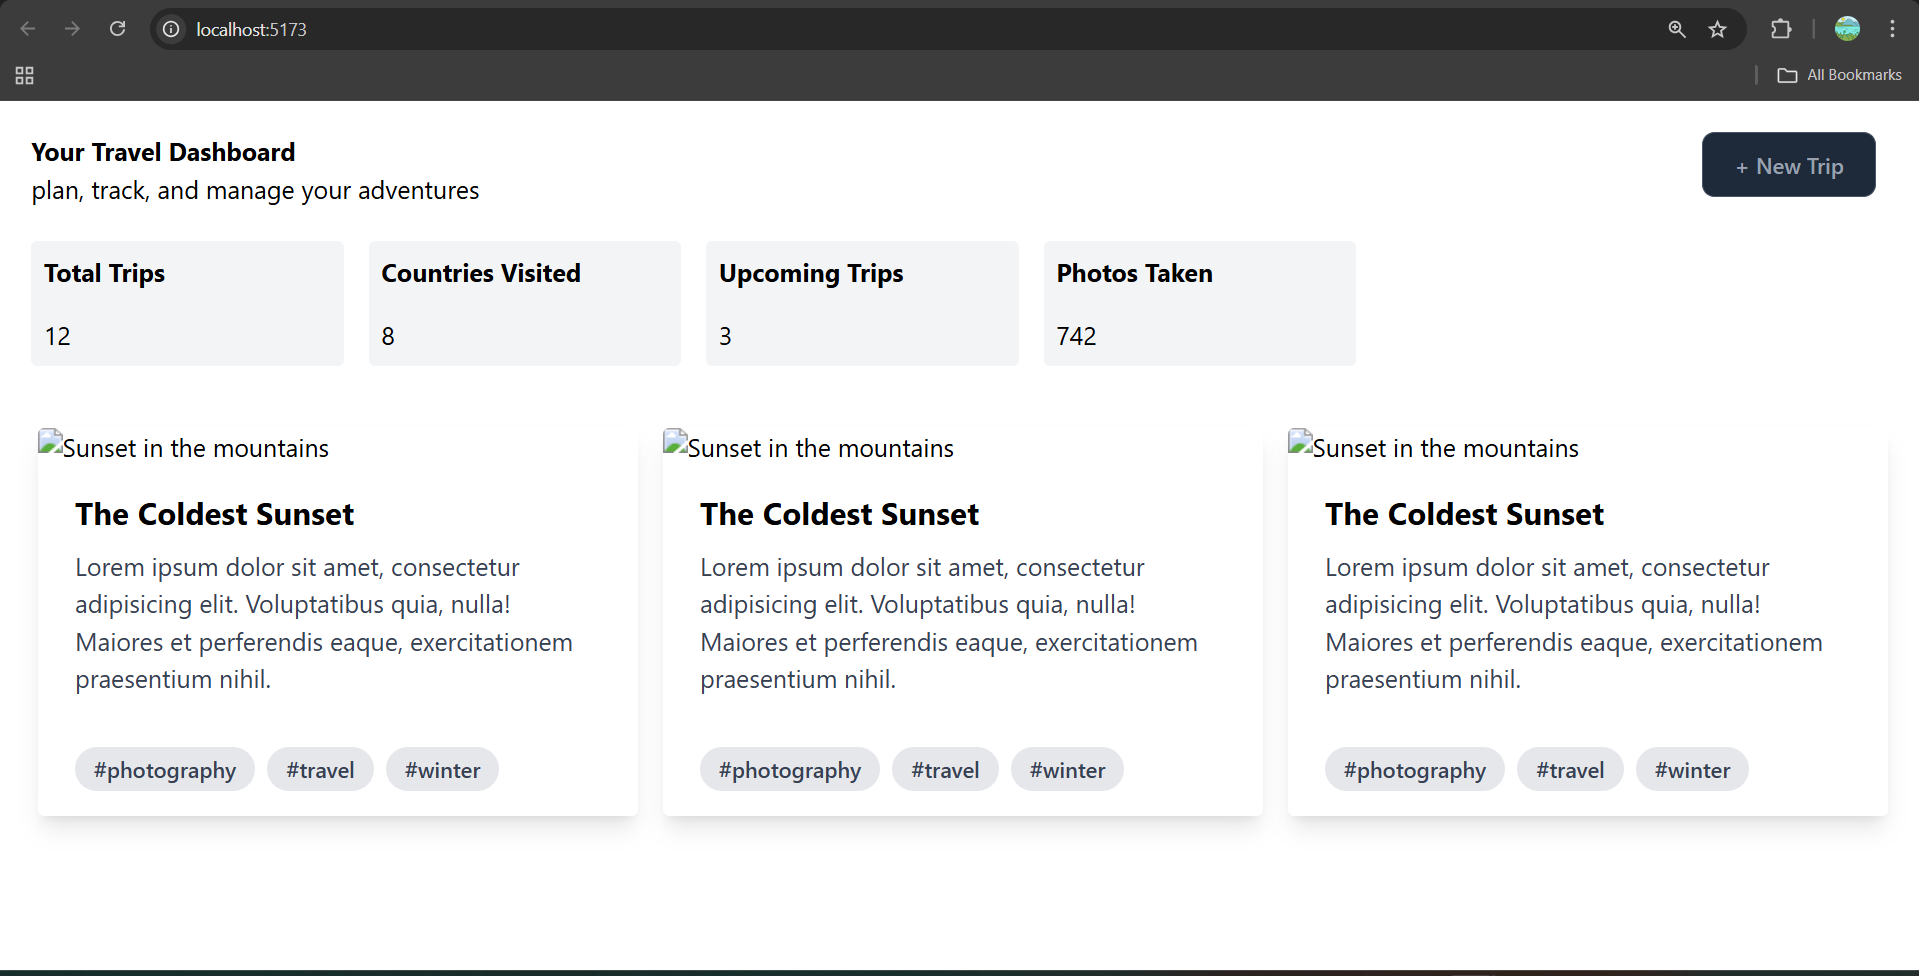 localhost:5173
All Bookmarks
Your Travel Dashboard
plan, track, and manage your adventures
+ New Trip
Total Trips
12
Countries Visited
8
Upcoming Trips
3
Photos Taken
742
Sunset in the mountains
The Coldest Sunset
Lorem ipsum dolor sit amet, consectetur
adipisicing elit. Voluptatibus quia, nulla!
Maiores et perferendis eaque, exercitationem
praesentium nihil.
#photography #travel #winter
Sunset in the mountains
The Coldest Sunset
Lorem ipsum dolor sit amet, consectetur
adipisicing elit. Voluptatibus quia, nulla!
Maiores et perferendis eaque, exercitationem
praesentium nihil.
#photography #travel #winter
Sunset in the mountains
The Coldest Sunset
Lorem ipsum dolor sit amet, consectetur
adipisicing elit. Voluptatibus quia, nulla!
Maiores et perferendis eaque, exercitationem
praesentium nihil.
#photography #travel #winter